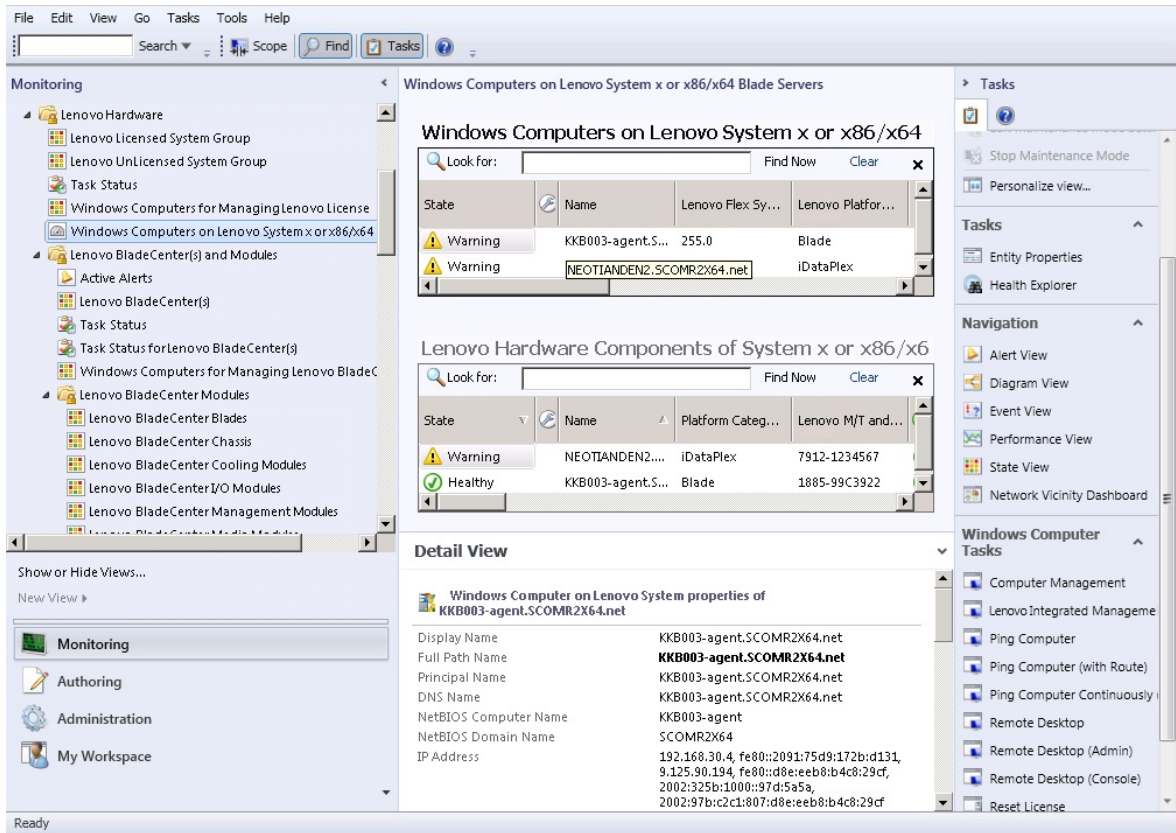 File Edit View Go Tasks Tools Help
Search Scope Find Tasks
Monitoring
Lenovo Hardware
Lenovo Licensed System Group
Lenovo UnLicensed System Group
Task Status
Windows Computers for Managing Lenovo License
Windows Computers on Lenovo System x or x86/x64
Lenovo BladeCenter(s) and Modules
Active Alerts
Lenovo BladeCenter(s)
Task Status
Task Status for Lenovo BladeCenter(s)
Windows Computers for Managing Lenovo BladeC
Lenovo BladeCenter Modules
Lenovo BladeCenter Blades
Lenovo BladeCenter Chassis
Lenovo BladeCenter Cooling Modules
Lenovo BladeCenter I/O Modules
Lenovo BladeCenter Management Modules
Show or Hide Views...
New View
Monitoring
Authoring
Administration
My Workspace
Windows Computers on Lenovo System x or x86/x64 Blade Servers
Windows Computers on Lenovo System x or x86/x64
Look for: Find Now Clear
State Name Lenovo Flex Sy... Lenovo Platfor...
Warning KKB003-agent.S... 255.0 Blade
Warning NEOTIANDEN2.SCOMR2X64.net iDataPlex
Lenovo Hardware Components of System x or x86/x6
Look for: Find Now Clear
State Name Platform Categ... Lenovo M/T and...
Warning NEOTIANDEN2.... iDataPlex 7912-1234567
Healthy KKB003-agent.S... Blade 1885-99C3922
Detail View
Windows Computer on Lenovo System properties of
KKB003-agent.SCOMR2X64.net
Display Name KKB003-agent.SCOMR2X64.net
Full Path Name KKB003-agent.SCOMR2X64.net
Principal Name KKB003-agent.SCOMR2X64.net
DNS Name KKB003-agent.SCOMR2X64.net
NetBIOS Computer Name KKB003-agent
NetBIOS Domain Name SCOMR2X64
IP Address 192.168.30.4, fe80::2091:75d9:172b:d131,
9.125.90.194, fe80::d8e:eeb8:b4c8:29cf,
2002:325b:1000::97d:5a5a,
2002:97b:c2c1:807:d8e:eeb8:b4c8:29cf
Tasks
Stop Maintenance Mode
Personalize view...
Tasks
Entity Properties
Health Explorer
Navigation
Alert View
Diagram View
Event View
Performance View
State View
Network Vicinity Dashboard
Windows Computer
Tasks
Computer Management
Lenovo Integrated Manageme
Ping Computer
Ping Computer (with Route)
Ping Computer Continuously
Remote Desktop
Remote Desktop (Admin)
Remote Desktop (Console)
Reset License
Ready